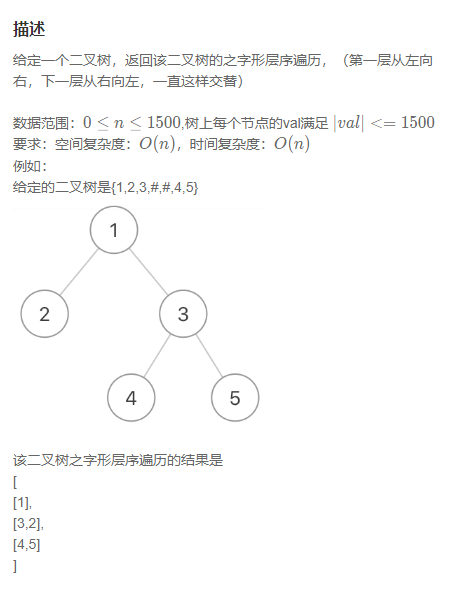 描述
给定一个二叉树，返回该二叉树的之字形层序遍历，（第一层从左向
右，下一层从右向左，一直这样交替）
数据范围：0 ≤ n ≤ 1500,树上每个节点的val满足 |val| <= 1500
要求：空间复杂度：O(n)，时间复杂度：O(n)
例如：
给定的二叉树是{1,2,3,#,#,4,5}
1
2 3
4 5
该二叉树之字形层序遍历的结果是
[
[1],
[3,2],
[4,5]
]